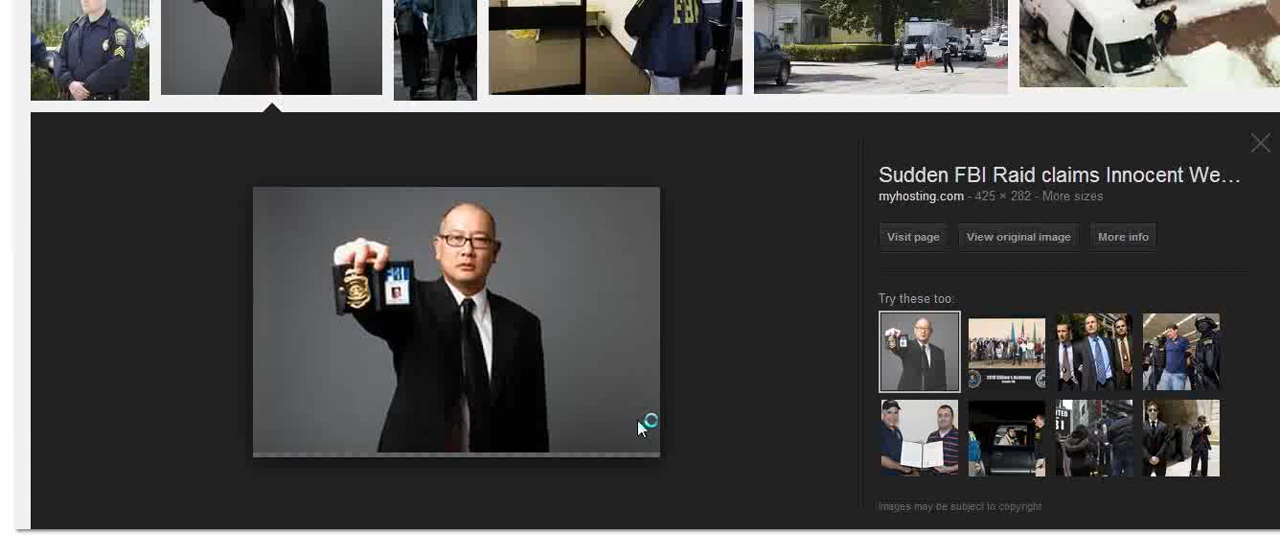 FBI
Sudden FBI Raid claims Innocent We...
myhosting.com - 425 × 282 - More sizes
Visit page
View original image
More info
Try these too:
Images may be subject to copyright